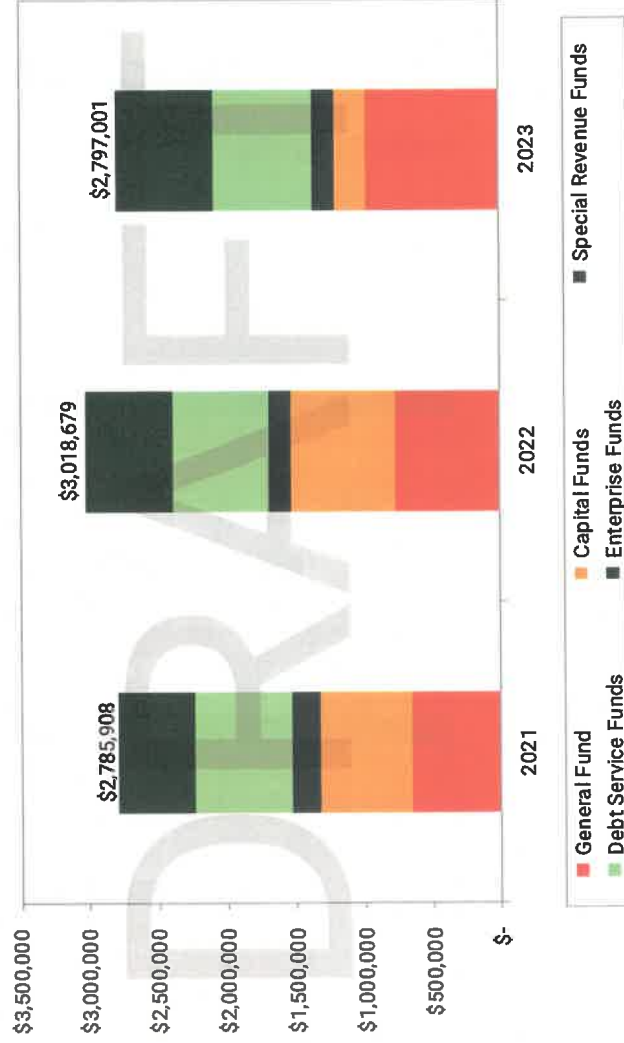 $3,500,000
$3,000,000
$2,500,000
$2,000,000
$1,500,000
$1,000,000
$500,000
$-
$2,785,908
$3,018,679
$2,797,001
2021
2022
2023
General Fund
Capital Funds
Special Revenue Funds
Debt Service Funds
Enterprise Funds
DRAFT